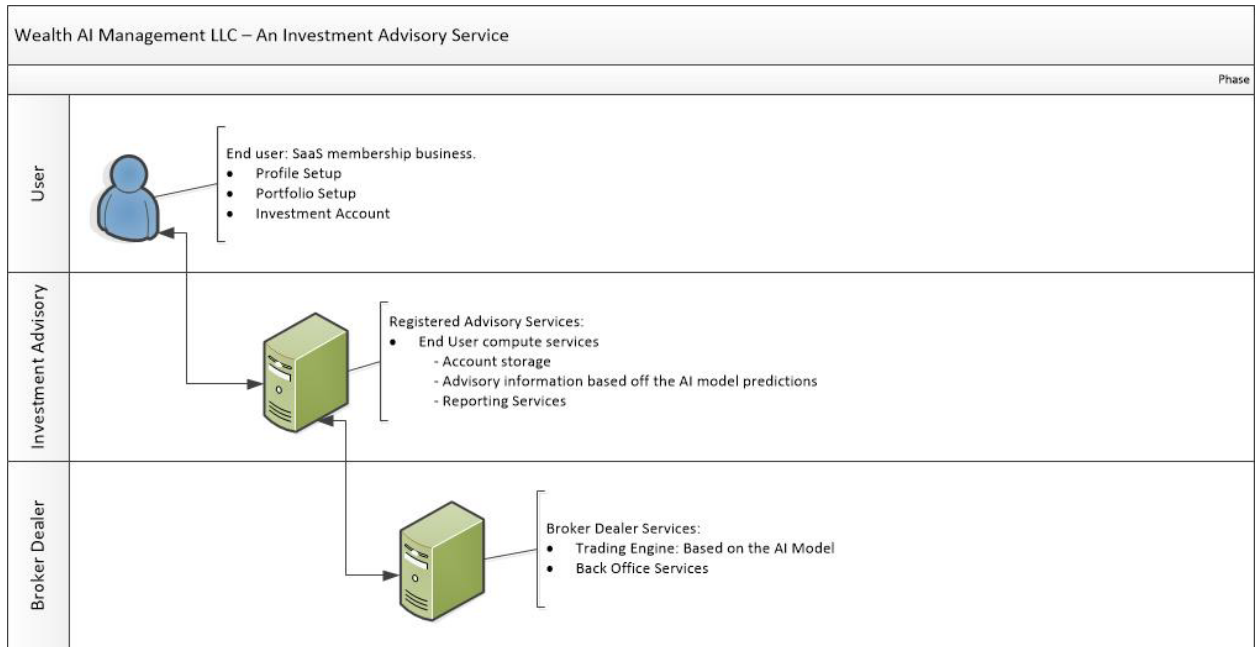 Wealth AI Management LLC – An Investment Advisory Service
Phase
User
End user: SaaS membership business.
• Profile Setup
• Portfolio Setup
• Investment Account
Investment Advisory
Registered Advisory Services:
• End User compute services
- Account storage
- Advisory information based off the AI model predictions
- Reporting Services
Broker Dealer
Broker Dealer Services:
• Trading Engine: Based on the AI Model
• Back Office Services